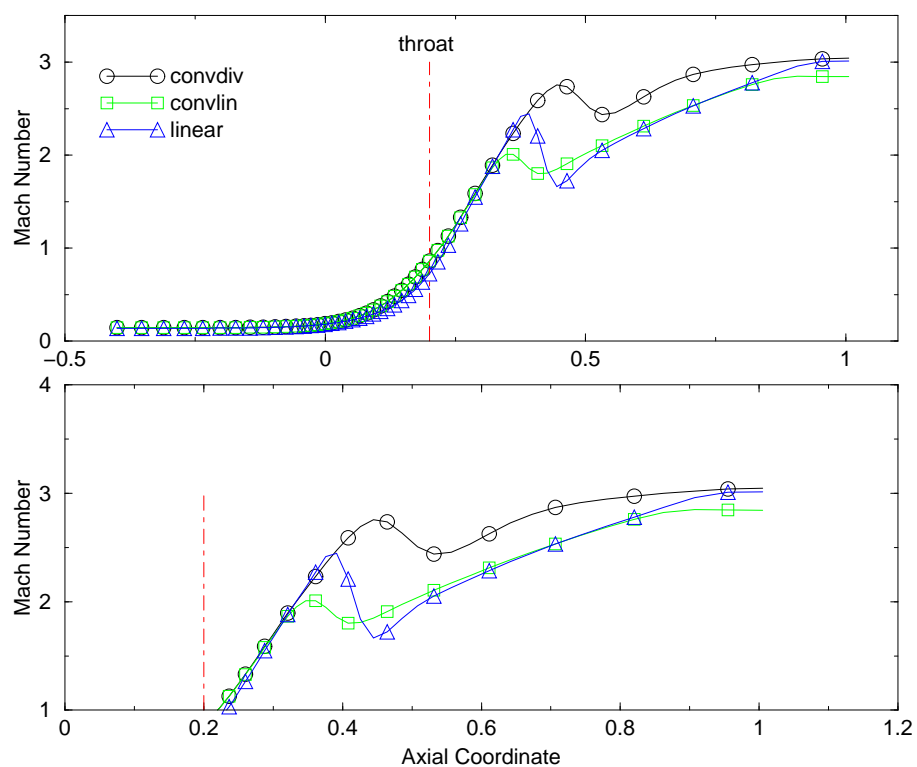 throat
convdiv
convlin
linear
Mach Number
3
2
1
0
−0.5
0
0.5
1
Mach Number
4
3
2
1
0
0.2
0.4
0.6
0.8
1
1.2
Axial Coordinate